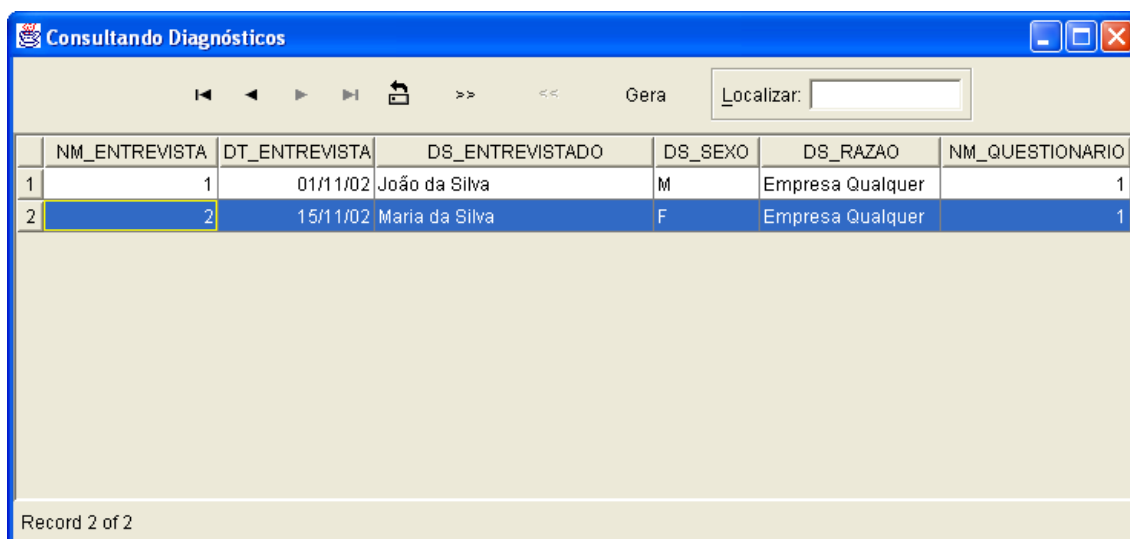 Consultando Diagnósticos
>> << Gera Localizar:
NM_ENTREVISTA DT_ENTREVISTA DS_ENTREVISTADO DS_SEXO DS_RAZAO NM_QUESTIONARIO
1 1 01/11/02 João da Silva M Empresa Qualquer 1
2 2 15/11/02 Maria da Silva F Empresa Qualquer 1
Record 2 of 2